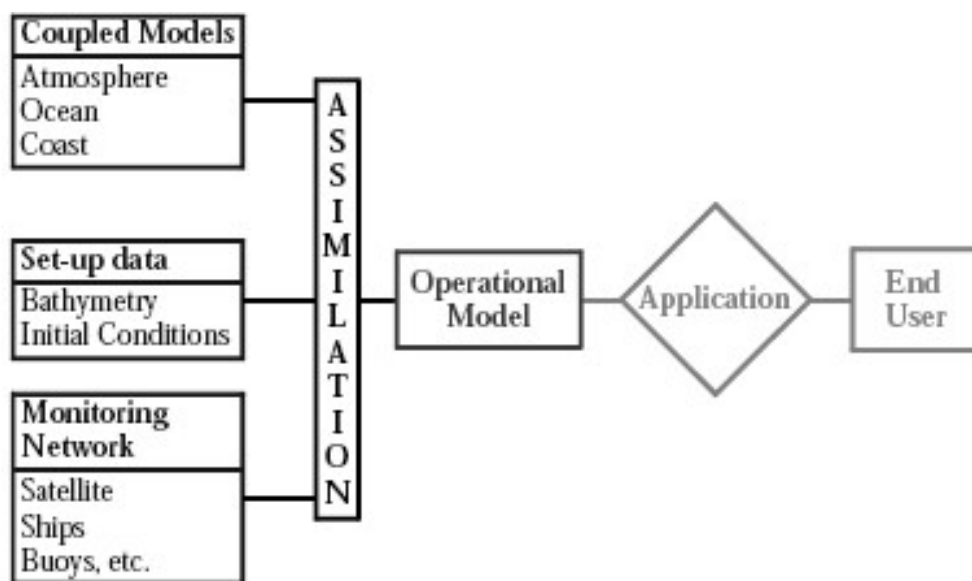 Coupled Models
Atmosphere
Ocean
Coast
Set-up data
Bathymetry
Initial Conditions
Monitoring
Network
Satellite
Ships
Buoys, etc.
ASSIMILATION
Operational
Model
Application
End
User